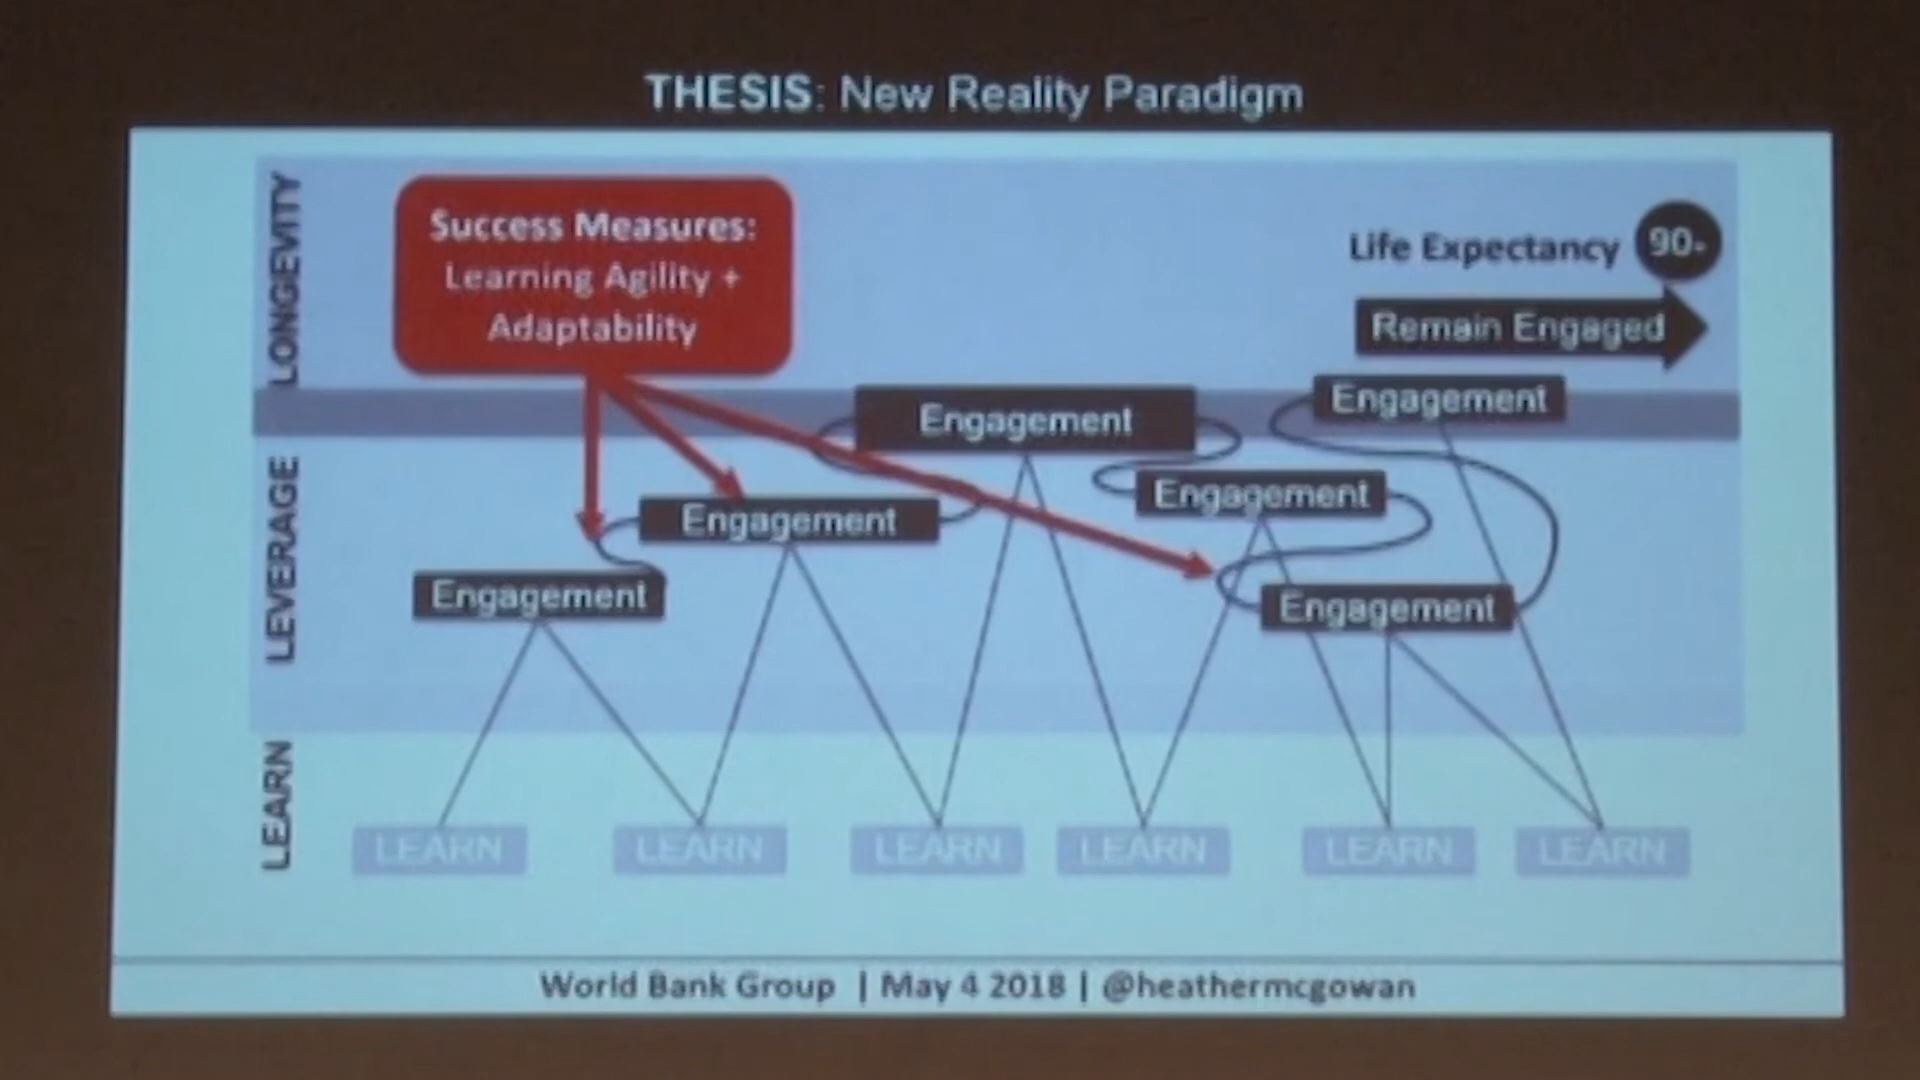 THESIS: New Reality Paradigm
LONGEVITY
Success Measures:
Learning Agility +
Adaptability
Life Expectancy
90-
Remain Engaged
Engagement
Engagement
Engagement
Engagement
LEVERAGE
Engagement
Engagement
LEARN
LEARN
LEARN
LEARN
LEARN
LEARN
LEARN
World Bank Group | May 4 2018 | @heathermcgowan